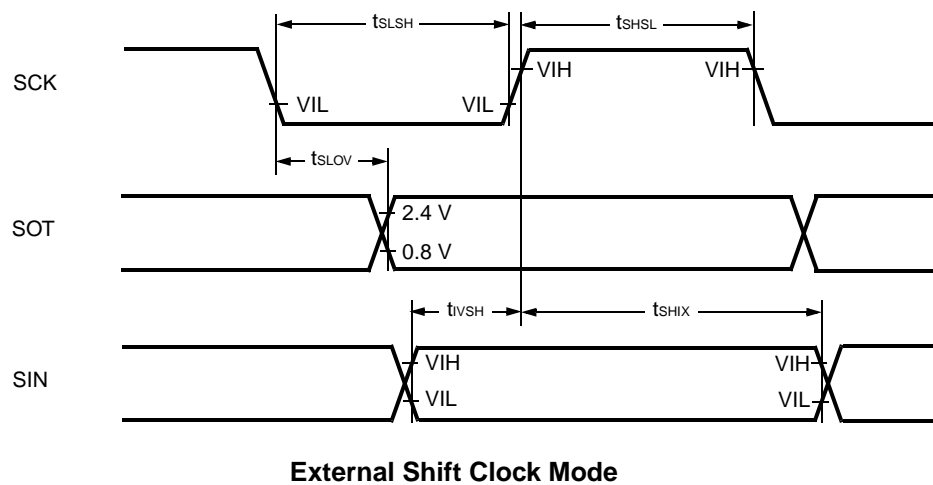 tSLSH tSHSL
SCK VIL VIL VIH VIH
tSLOV
SOT 2.4 V
0.8 V
tIVSH tSHIX
VIH VIH
SIN
VIL VIL
External Shift Clock Mode